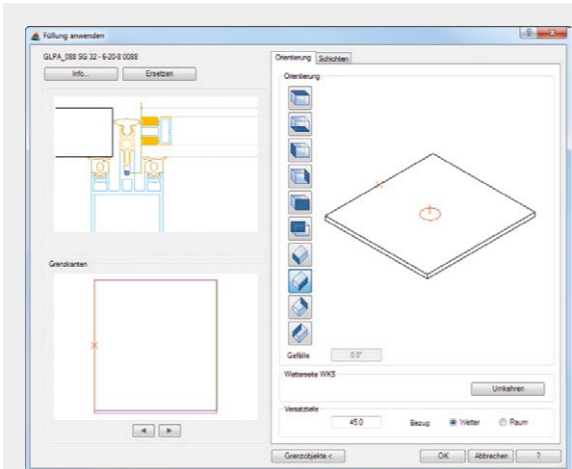 Füllung anwenden
GLPA_088 SG 32 - 6-20-8 0088
Info...
Ersetzen
Grenzkanten
Orientierung
Schichten
Orientierung
Gefälle
0.0°
Wetterseite WKS
Umkehren
Versatztiefe
45.0
Bezug
Wetter
Raum
Grenzobjekte <
OK
Abbrechen
?